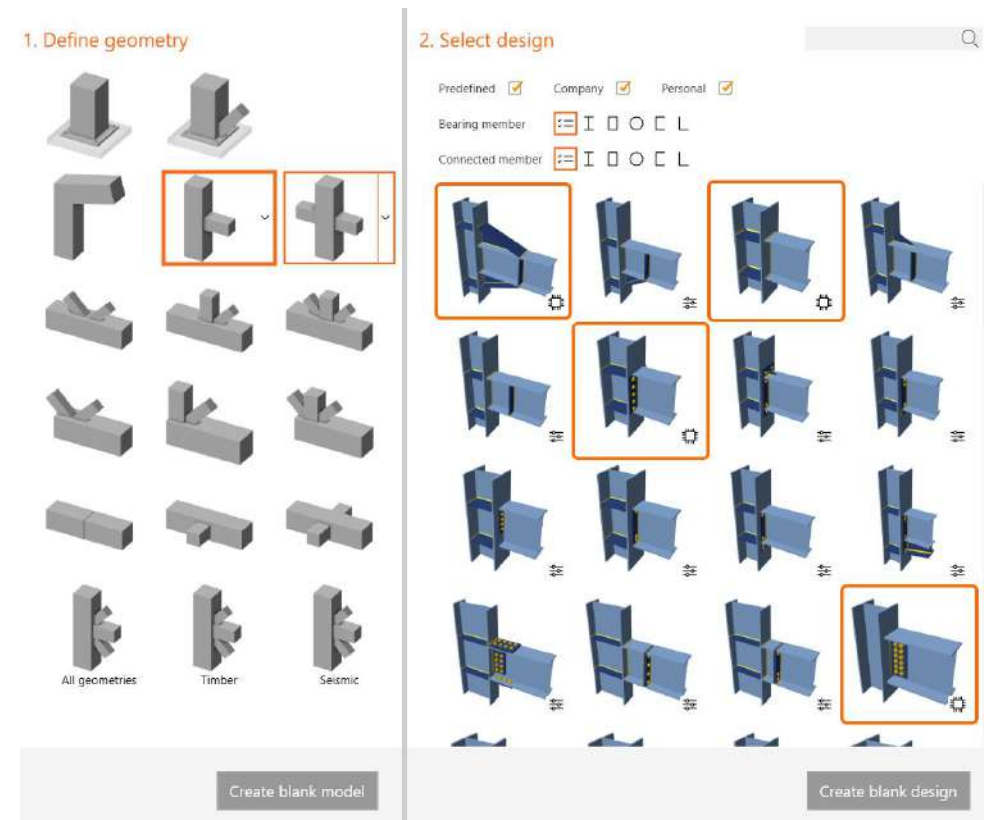 1. Define geometry
All geometries
Timber
Seismic
Create blank model
2. Select design
Predefined
Company
Personal
Bearing member
Connected member
Create blank design